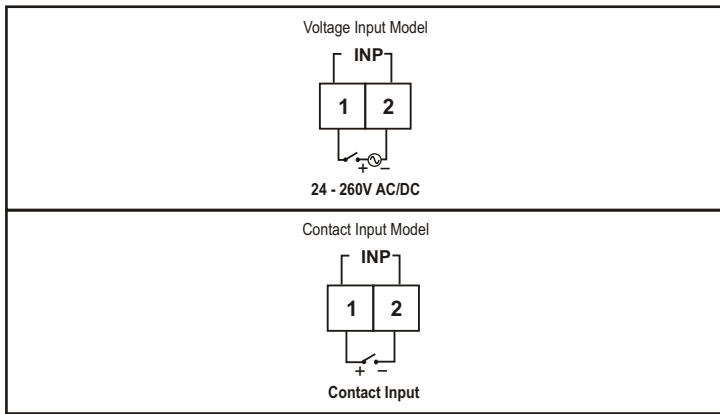 Voltage Input Model
INP
1 2
+ −
24 - 260V AC/DC
Contact Input Model
INP
1 2
+ −
Contact Input